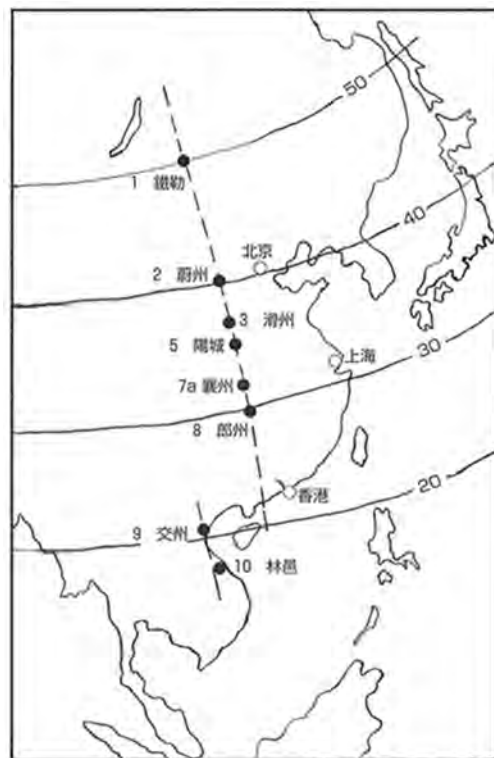 50
1 鐵勒
40
北京
2 蔚州
3 滑州
5 陽城
30
上海
7a 襄州
8 郎州
20
香港
9 交州
10 林邑